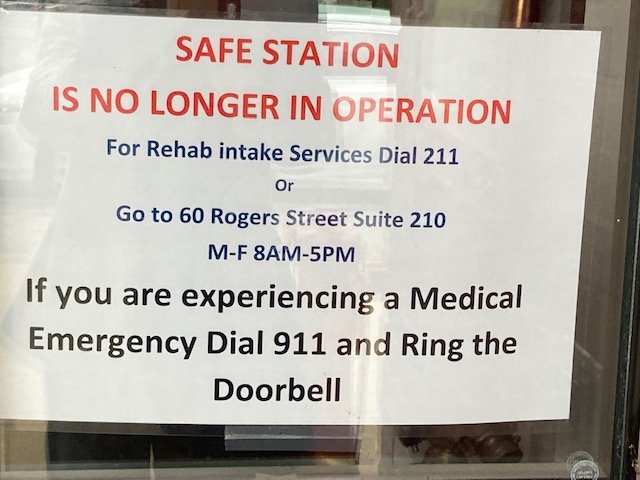 SAFE STATION
IS NO LONGER IN OPERATION
For Rehab intake Services Dial 211
Or
Go to 60 Rogers Street Suite 210
M-F 8AM-5PM
If you are experiencing a Medical
Emergency Dial 911 and Ring the
Doorbell